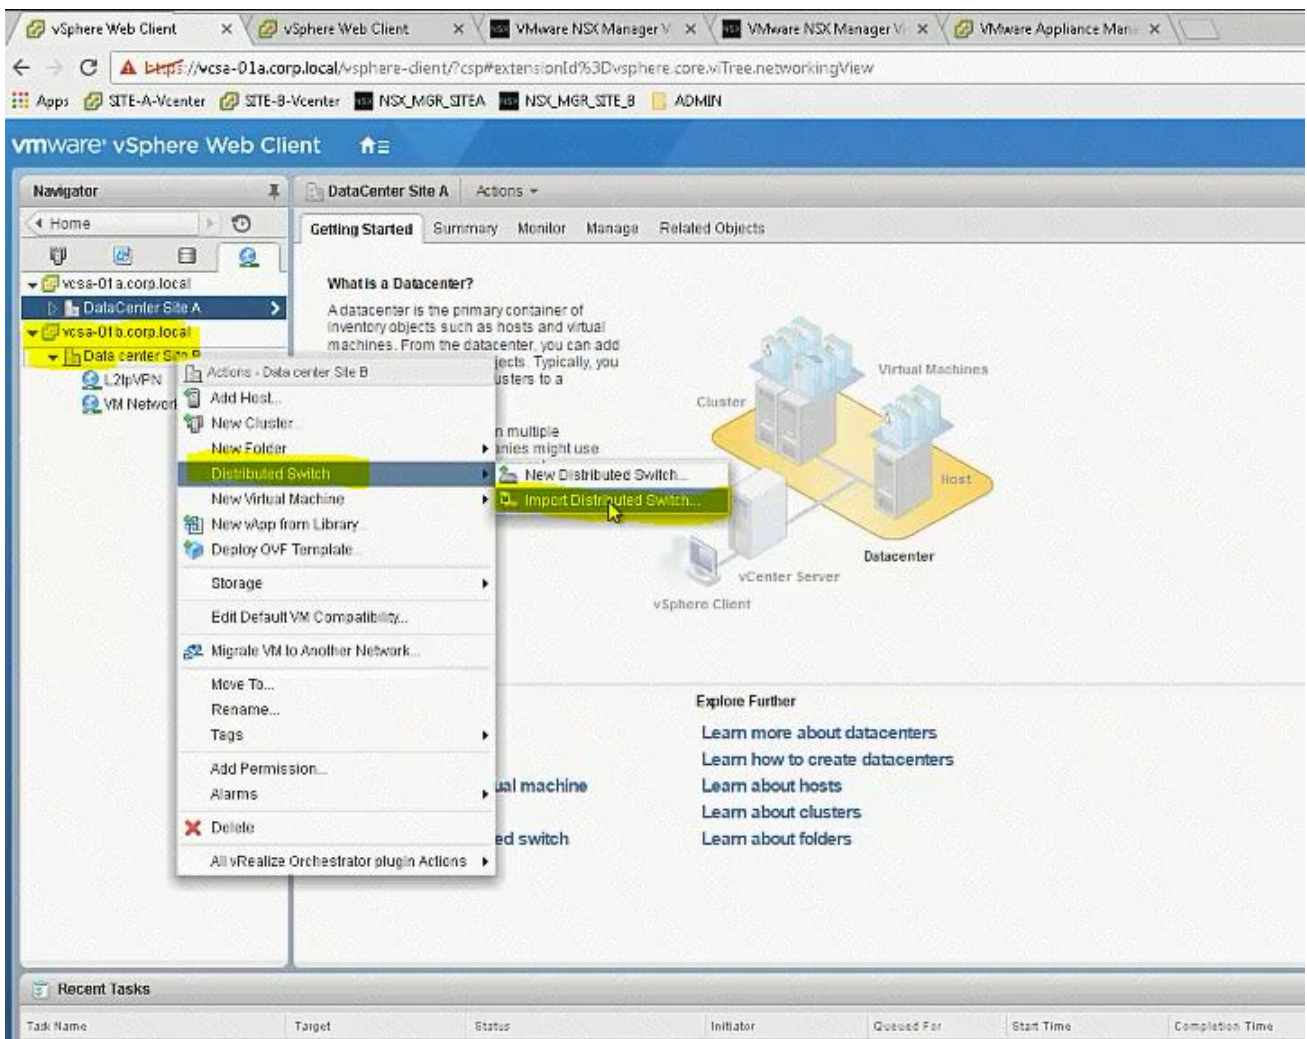 vSphere Web Client
vSphere Web Client
VMware NSX Manager V
VMware NSX Manager Vi
VMware Appliance Man
https://vcsa-01a.corp.local/vsphere-client/?csp#extensionId%3Dvsphere.core.viTree.networkingView
Apps SITE-A-Vcenter SITE-B-Vcenter NSX_MGR_SITEA NSX_MGR_SITE_B ADMIN
vmware® vSphere Web Client
Navigator
DataCenter Site A Actions
Home
Getting Started Summary Monitor Manage Related Objects
vcsa-01a.corp.local
DataCenter Site A
vcsa-01b.corp.local
Data center Site B
L2IpVPN
VM Network
What is a Datacenter?
A datacenter is the primary container of
inventory objects such as hosts and virtual
machines. From the datacenter, you can add
jects. Typically, you
usters to a
n multiple
nies might use
Actions - Data center Site B
Add Host...
New Cluster...
New Folder
Distributed Switch
New Virtual Machine
New vApp from Library...
Deploy OVF Template...
Storage
Edit Default VM Compatibility...
Migrate VM to Another Network...
Move To...
Rename...
Tags
Add Permission...
Alarms
Delete
All vRealize Orchestrator plugin Actions
New Distributed Switch...
Import Distributed Switch...
Virtual Machines
Cluster
Host
Datacenter
vCenter Server
vSphere Client
ual machine
ed switch
Explore Further
Learn more about datacenters
Learn how to create datacenters
Learn about hosts
Learn about clusters
Learn about folders
Recent Tasks
Task Name Target Status Initiator Queued For Start Time Completion Time